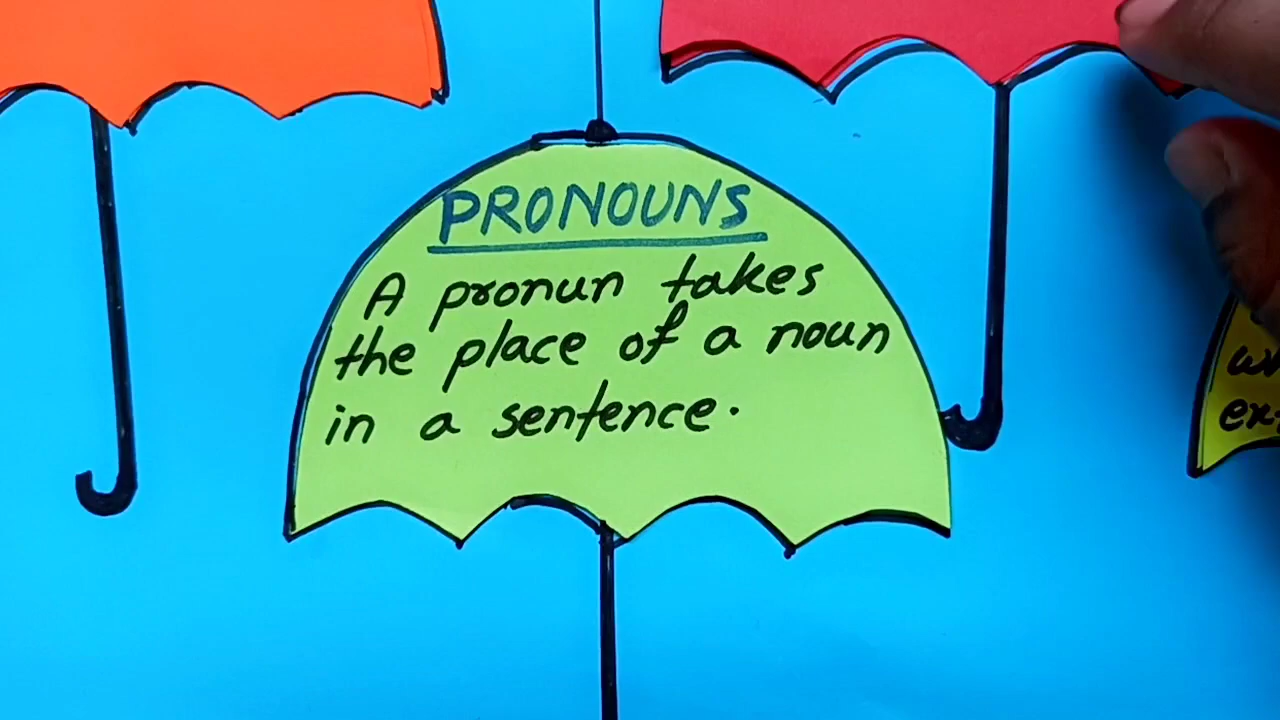 PRONOUNS
A pronun takes
the place of a noun
in a sentence.